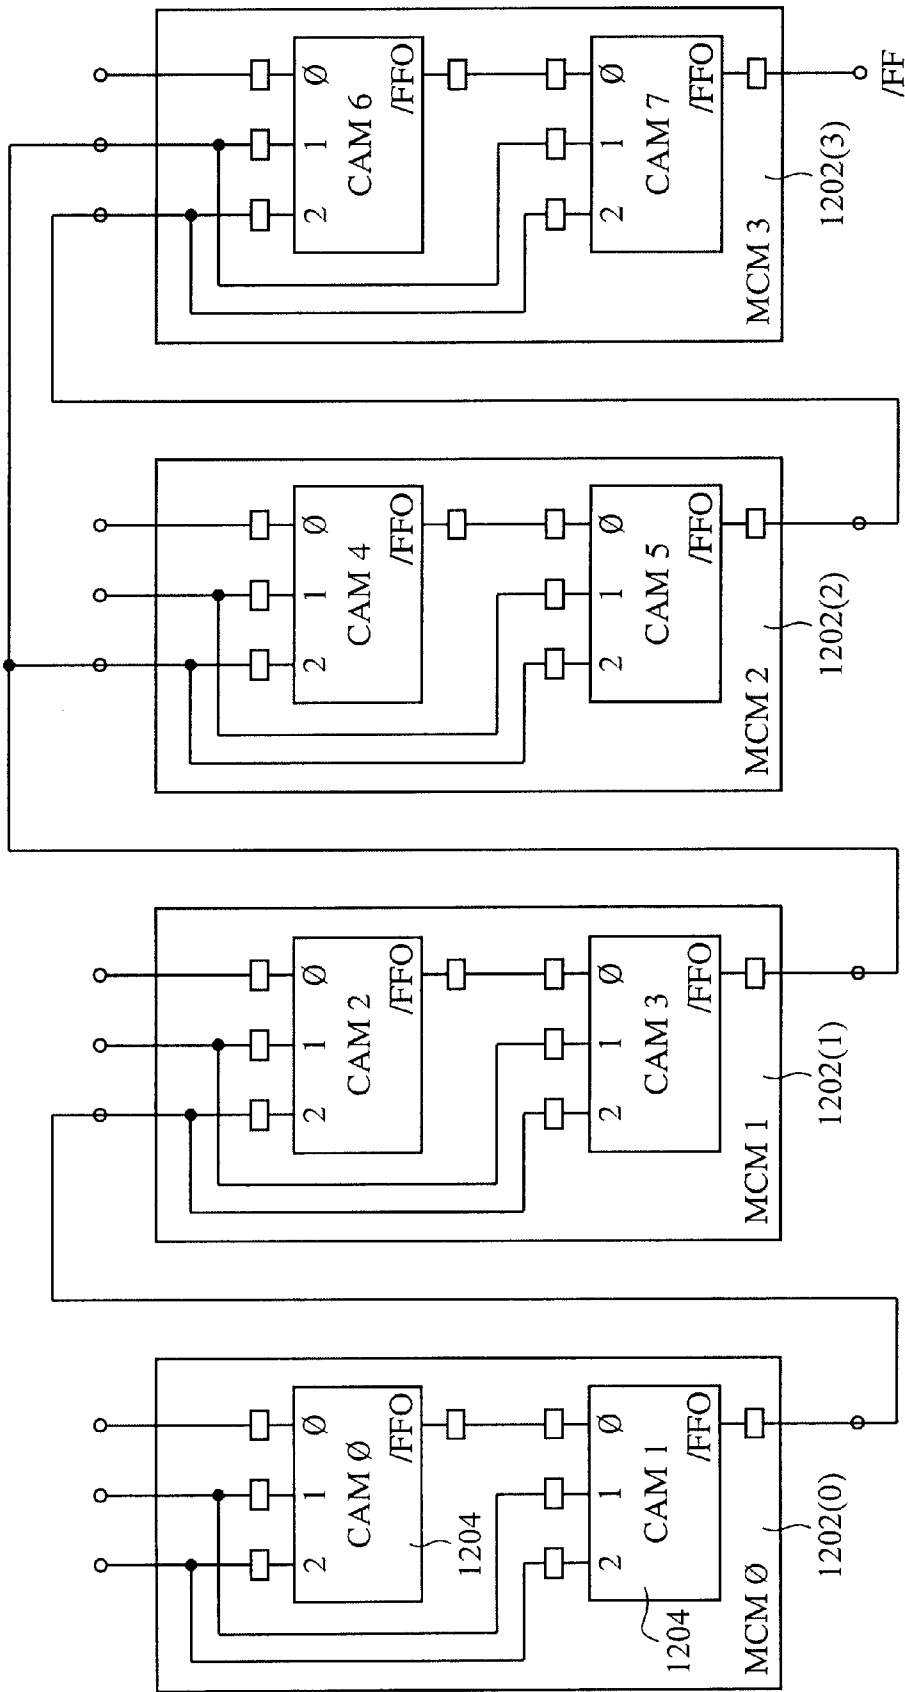 2 1 Ø
CAM Ø
/FFO
1204
2 1 Ø
CAM 1
/FFO
1204
MCM Ø
1202(0)
2 1 Ø
CAM 2
/FFO
2 1 Ø
CAM 3
/FFO
MCM 1
1202(1)
2 1 Ø
CAM 4
/FFO
2 1 Ø
CAM 5
/FFO
MCM 2
1202(2)
2 1 Ø
CAM 6
/FFO
2 1 Ø
CAM 7
/FFO
MCM 3
1202(3)
/FF